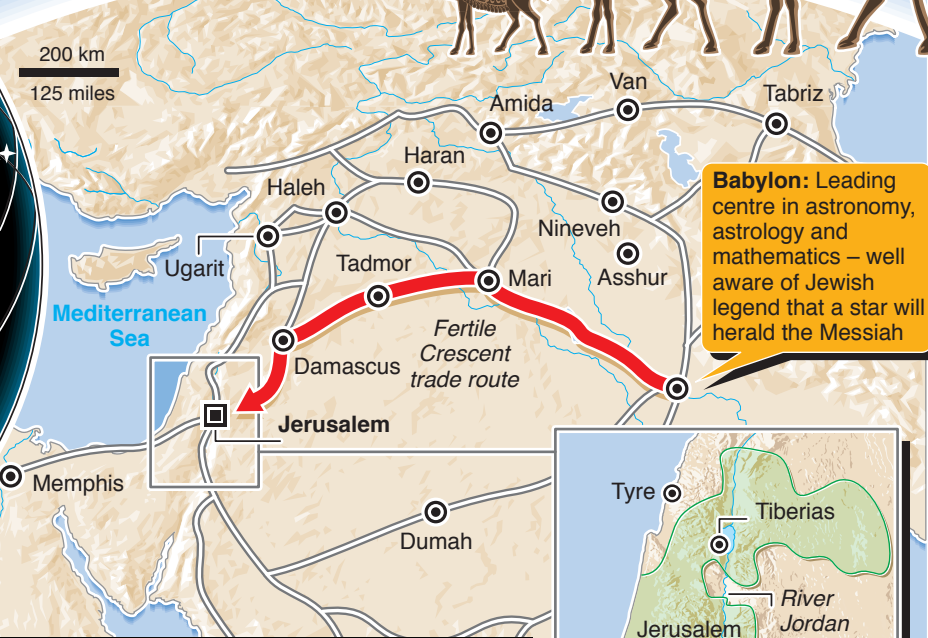 200 km
125 miles
Van
Tabriz
Amida
Haran
Haleh
Babylon: Leading
centre in astronomy,
astrology and
mathematics – well
aware of Jewish
legend that a star will
herald the Messiah
Nineveh
Ugarit
Tadmor
Mari
Asshur
Mediterranean
Sea
Fertile
Crescent
trade route
Damascus
Jerusalem
Memphis
Dumah
Tyre
Tiberias
River
Jordan
Jerusalem